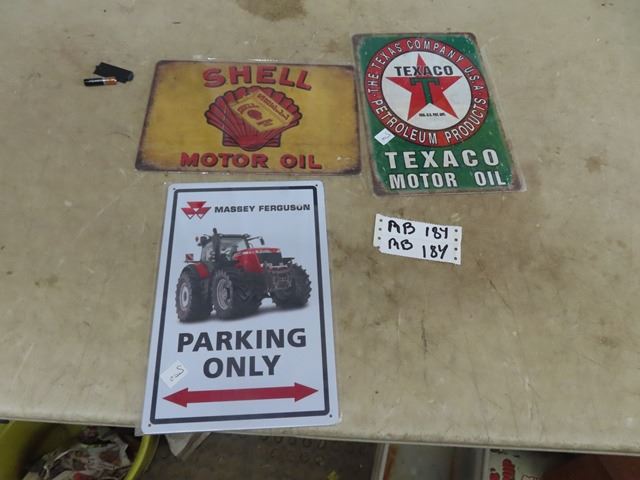 SHELL
MOTOR OIL
THE TEXAS COMPANY U.S.A
TEXACO
T
PETROLEUM PRODUCTS
TEXACO
MOTOR OIL
AB 184
AB 184
MASSEY FERGUSON
PARKING
ONLY